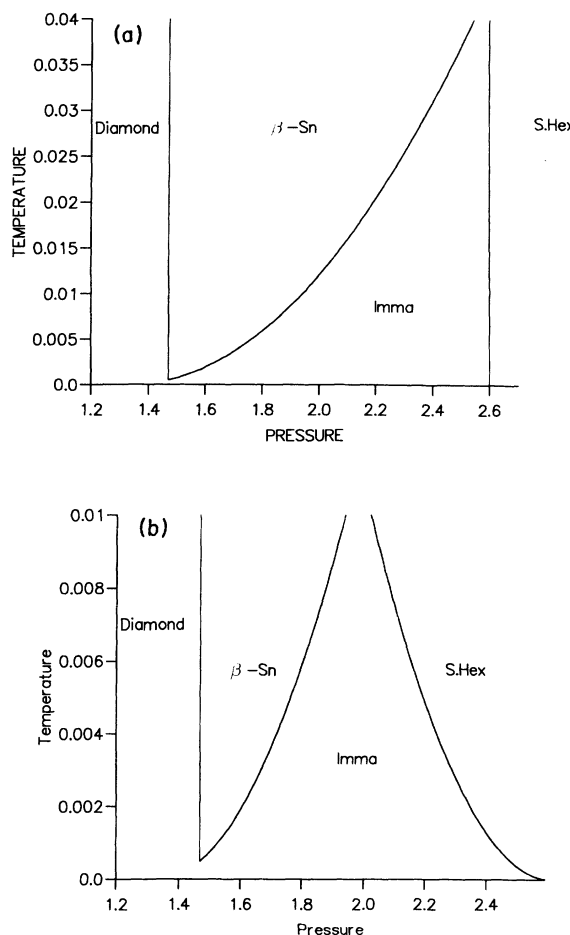 (a)
0.04
0.035
0.03
0.025
0.02
0.015
0.01
0.005
0.0
TEMPERATURE
Diamond
β-Sn
S.Hex
Imma
1.2 1.4 1.6 1.8 2.0 2.2 2.4 2.6
PRESSURE
(b)
0.01
0.008
0.006
0.004
0.002
0.0
Temperature
Diamond
β-Sn
S.Hex
Imma
1.2 1.4 1.6 1.8 2.0 2.2 2.4
Pressure